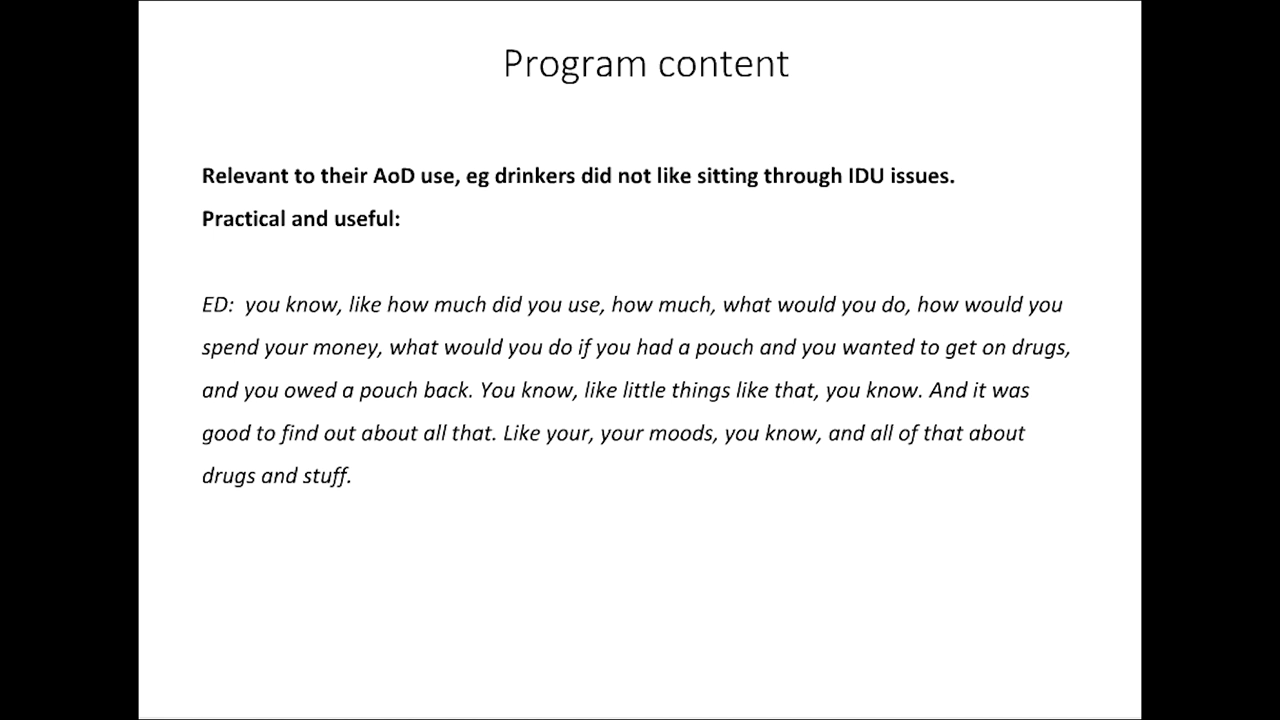 Program content
Relevant to their AoD use, eg drinkers did not like sitting through IDU issues.
Practical and useful:
ED:  you know, like how much did you use, how much, what would you do, how would you
spend your money, what would you do if you had a pouch and you wanted to get on drugs,
and you owed a pouch back. You know, like little things like that, you know. And it was
good to find out about all that. Like your, your moods, you know, and all of that about
drugs and stuff.